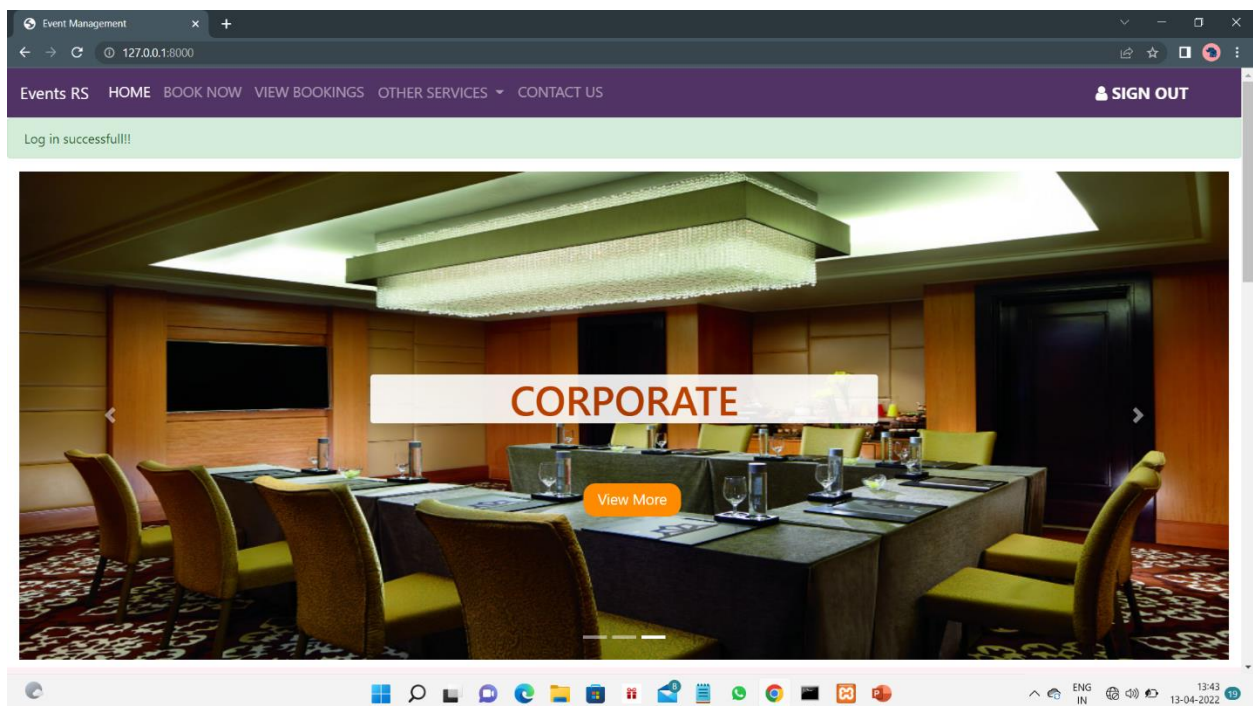 Event Management
127.0.0.1:8000
Events RS HOME BOOK NOW VIEW BOOKINGS OTHER SERVICES CONTACT US SIGN OUT
Log in successfull!!
CORPORATE
View More
8
ENG
IN
13:43
13-04-2022
19